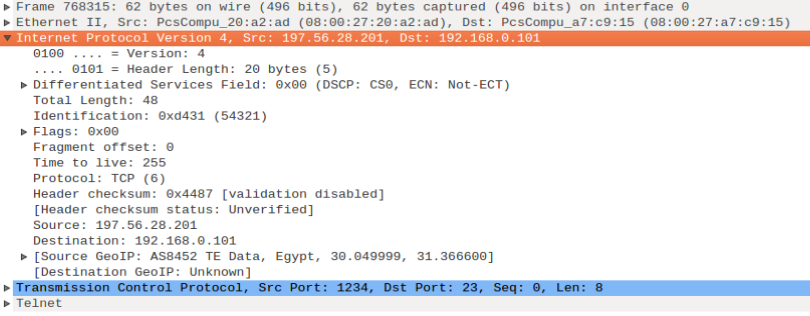 Frame 768315: 62 bytes on wire (496 bits), 62 bytes captured (496 bits) on interface 0
Ethernet II, Src: PcsCompu_20:a2:ad (08:00:27:20:a2:ad), Dst: PcsCompu_a7:c9:15 (08:00:27:a7:c9:15)
Internet Protocol Version 4, Src: 197.56.28.201, Dst: 192.168.0.101
0100 .... = Version: 4
.... 0101 = Header Length: 20 bytes (5)
Differentiated Services Field: 0x00 (DSCP: CS0, ECN: Not-ECT)
Total Length: 48
Identification: 0xd431 (54321)
Flags: 0x00
Fragment offset: 0
Time to live: 255
Protocol: TCP (6)
Header checksum: 0x4487 [validation disabled]
[Header checksum status: Unverified]
Source: 197.56.28.201
Destination: 192.168.0.101
[Source GeoIP: AS8452 TE Data, Egypt, 30.049999, 31.366600]
[Destination GeoIP: Unknown]
Transmission Control Protocol, Src Port: 1234, Dst Port: 23, Seq: 0, Len: 8
Telnet